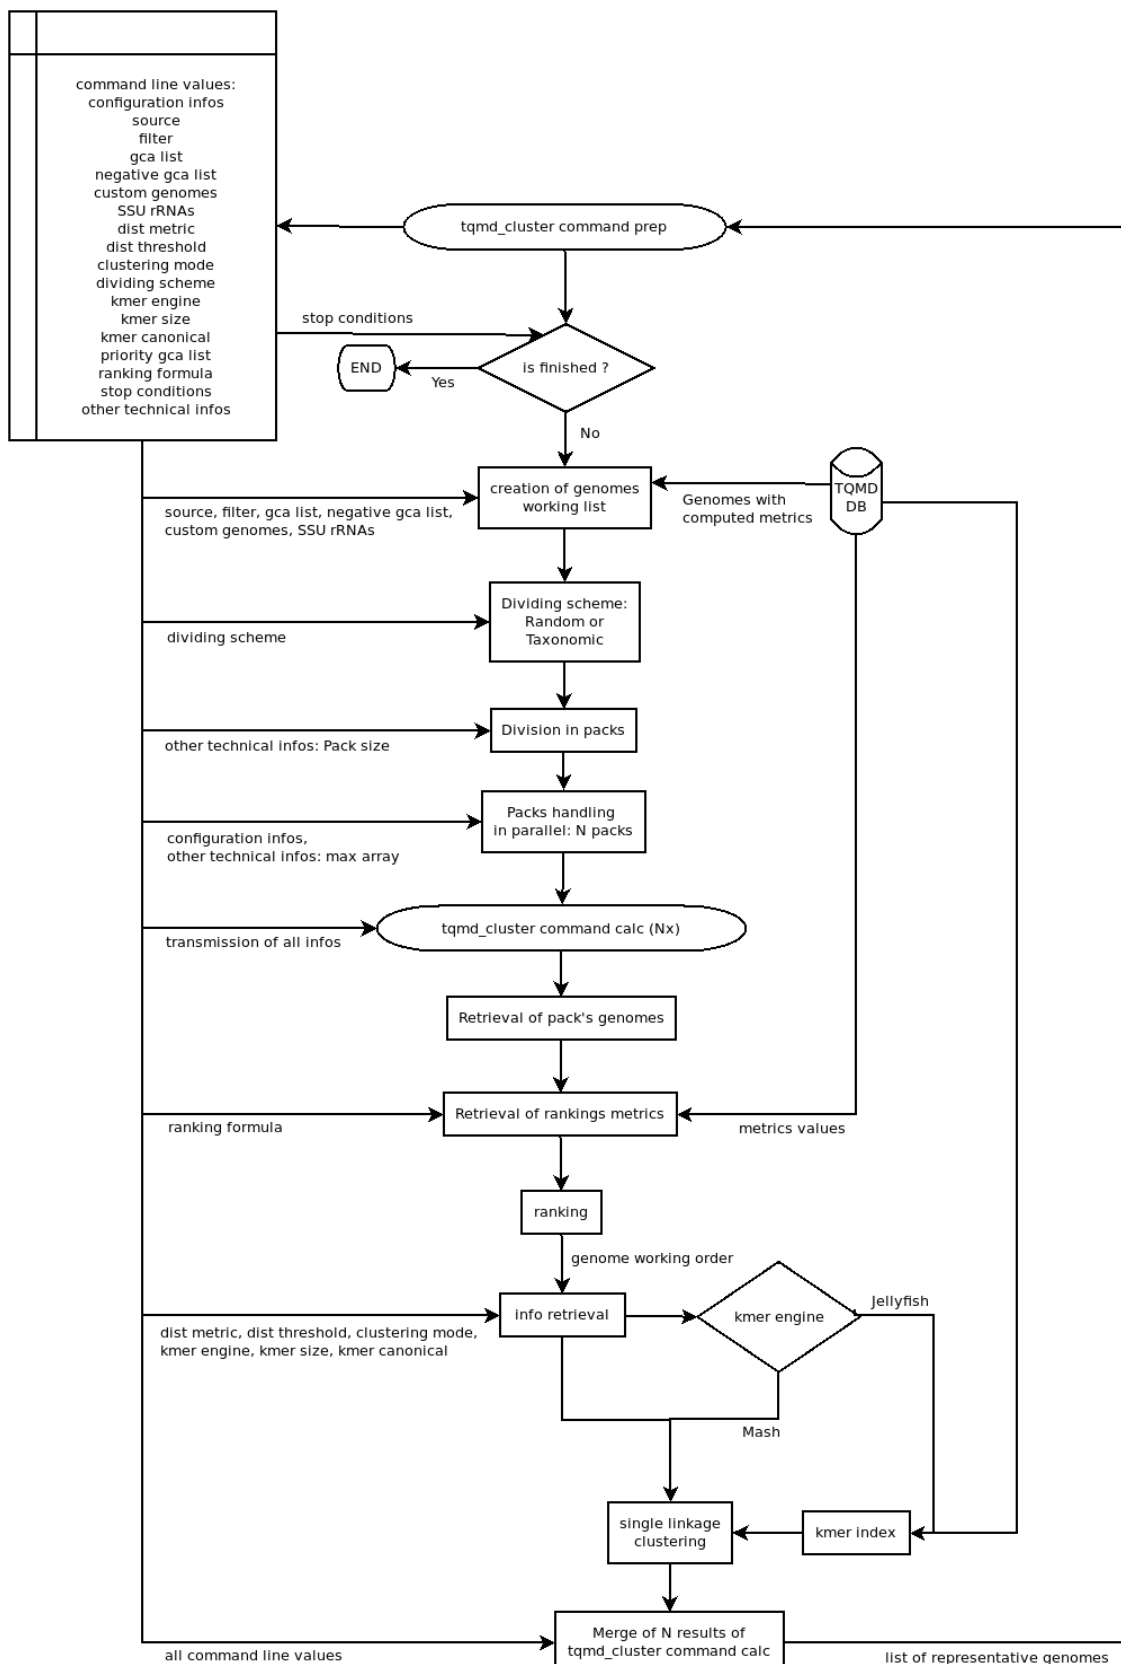 command line values:
configuration infos
source
filter
gca list
negative gca list
custom genomes
SSU rRNAs
dist metric
dist threshold
clustering mode
dividing scheme
kmer engine
kmer size
kmer canonical
priority gca list
ranking formula
stop conditions
other technical infos
tqmd_cluster command prep
stop conditions
is finished ?
END
Yes
No
creation of genomes
working list
TQMD
DB
Genomes with
computed metrics
source, filter, gca list, negative gca list,
custom genomes, SSU rRNAs
Dividing scheme:
Random or
Taxonomic
dividing scheme
Division in packs
other technical infos: Pack size
Packs handling
in parallel: N packs
configuration infos,
other technical infos: max array
tqmd_cluster command calc (Nx)
transmission of all infos
Retrieval of pack's genomes
Retrieval of rankings metrics
ranking formula
metrics values
ranking
genome working order
info retrieval
kmer engine
Jellyfish
dist metric, dist threshold, clustering mode,
kmer engine, kmer size, kmer canonical
Mash
single linkage
clustering
kmer index
Merge of N results of
tqmd_cluster command calc
all command line values
list of representative genomes